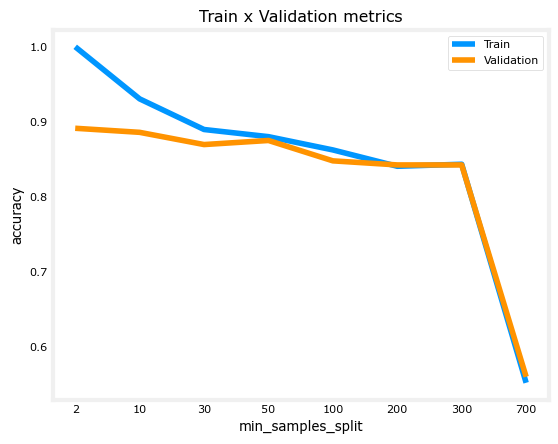 Train x Validation metrics
Train
Validation
1.0
0.9
0.8
0.7
0.6
accuracy
2 10 30 50 100 200 300 700
min_samples_split